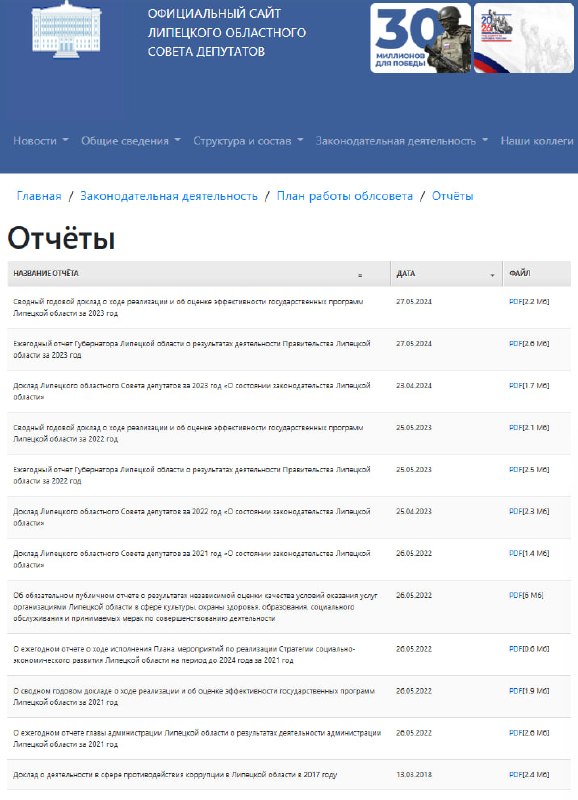 ОФИЦИАЛЬНЫЙ САЙТ
ЛИПЕЦКОГО ОБЛАСТНОГО
СОВЕТА ДЕПУТАТОВ
30
МИЛЛИОНОВ
ДЛЯ ПОБЕДЫ
Новости Общие сведения Структура и состав Законодательная деятельность Наши коллеги
Главная / Законодательная деятельность / План работы облсовета / Отчёты
Отчёты
НАЗВАНИЕ ОТЧЁТА ДАТА ФАЙЛ
Сводный годовой доклад о ходе реализации и об оценке эффективности государственных программ 27.05.2024 PDF[2.2 Мб]
Липецкой области за 2023 год
Ежегодный отчет Губернатора Липецкой области о результатах деятельности Правительства Липецкой 27.05.2024 PDF[2.6 Мб]
области за 2023 год
Доклад Липецкого областного Совета депутатов за 2023 год «О состоянии законодательства Липецкой 23.04.2024 PDF[1.7 Мб]
области»
Сводный годовой доклад о ходе реализации и об оценке эффективности государственных программ 25.05.2023 PDF[2.1 Мб]
Липецкой области за 2022 год
Ежегодный отчет Губернатора Липецкой области о результатах деятельности Правительства Липецкой 25.05.2023 PDF[2.5 Мб]
области за 2022 год
Доклад Липецкого областного Совета депутатов за 2022 год «О состоянии законодательства Липецкой 25.04.2023 PDF[2.3 Мб]
области»
Доклад Липецкого областного Совета депутатов за 2021 год «О состоянии законодательства Липецкой 26.05.2022 PDF[1.4 Мб]
области»
Об обязательном публичном отчете о результатах независимой оценки качества условий оказания услуг 26.05.2022 PDF[6 Мб]
организациями Липецкой области в сфере культуры, охраны здоровья, образования, социального
обслуживания и принимаемых мерах по совершенствованию деятельности
О ежегодном отчете о ходе исполнения Плана мероприятий по реализации Стратегии социально- 26.05.2022 PDF[0.6 Мб]
экономического развития Липецкой области на период до 2024 года за 2021 год
О сводном годовом докладе о ходе реализации и об оценке эффективности государственных программ 26.05.2022 PDF[1.9 Мб]
Липецкой области за 2021 год
О ежегодном отчете главы администрации Липецкой области о результатах деятельности администрации 26.05.2022 PDF[2.6 Мб]
Липецкой области за 2021 год
Доклад о деятельности в сфере противодействия коррупции в Липецкой области в 2017 году 13.03.2018 PDF[2.4 Мб]